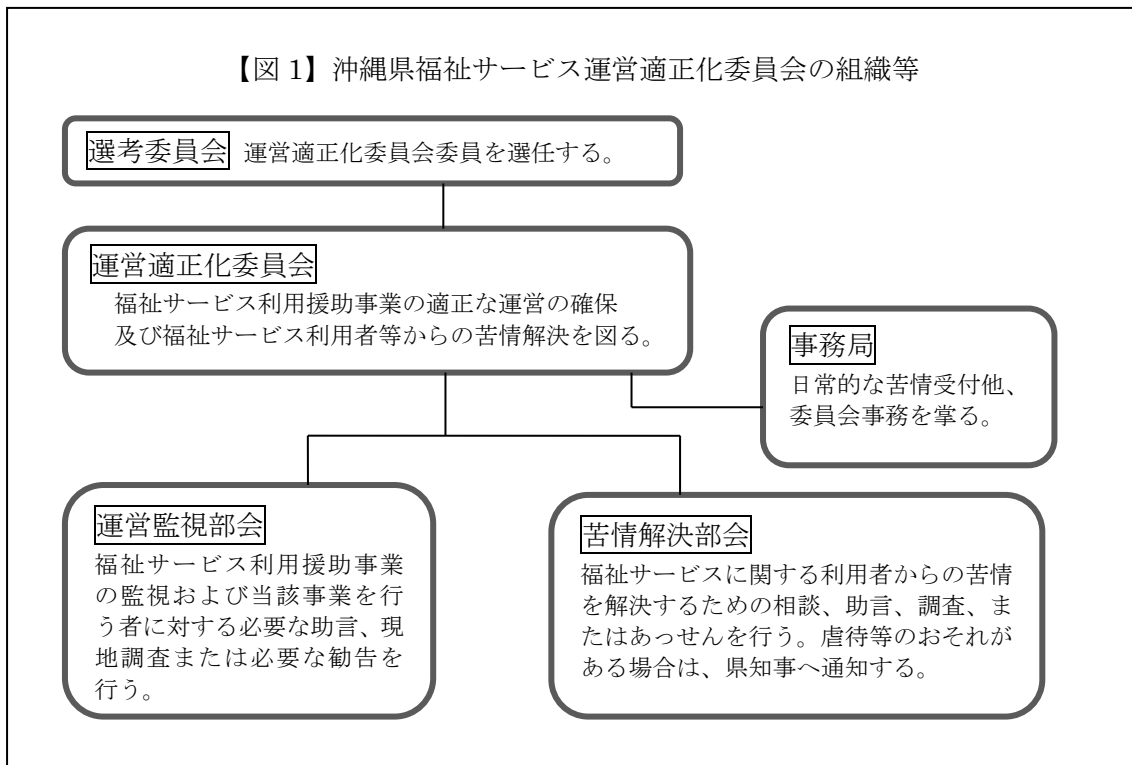 【図 1】沖縄県福祉サービス運営適正化委員会の組織等
選考委員会 運営適正化委員会委員を選任する。
運営適正化委員会
福祉サービス利用援助事業の適正な運営の確保
及び福祉サービス利用者等からの苦情解決を図る。
事務局
日常的な苦情受付他、
委員会事務を掌る。
運営監視部会
福祉サービス利用援助事業
の監視および当該事業を行
う者に対する必要な助言、現
地調査または必要な勧告を
行う。
苦情解決部会
福祉サービスに関する利用者からの苦情
を解決するための相談、助言、調査、ま
たはあっせんを行う。虐待等のおそれが
ある場合は、県知事へ通知する。